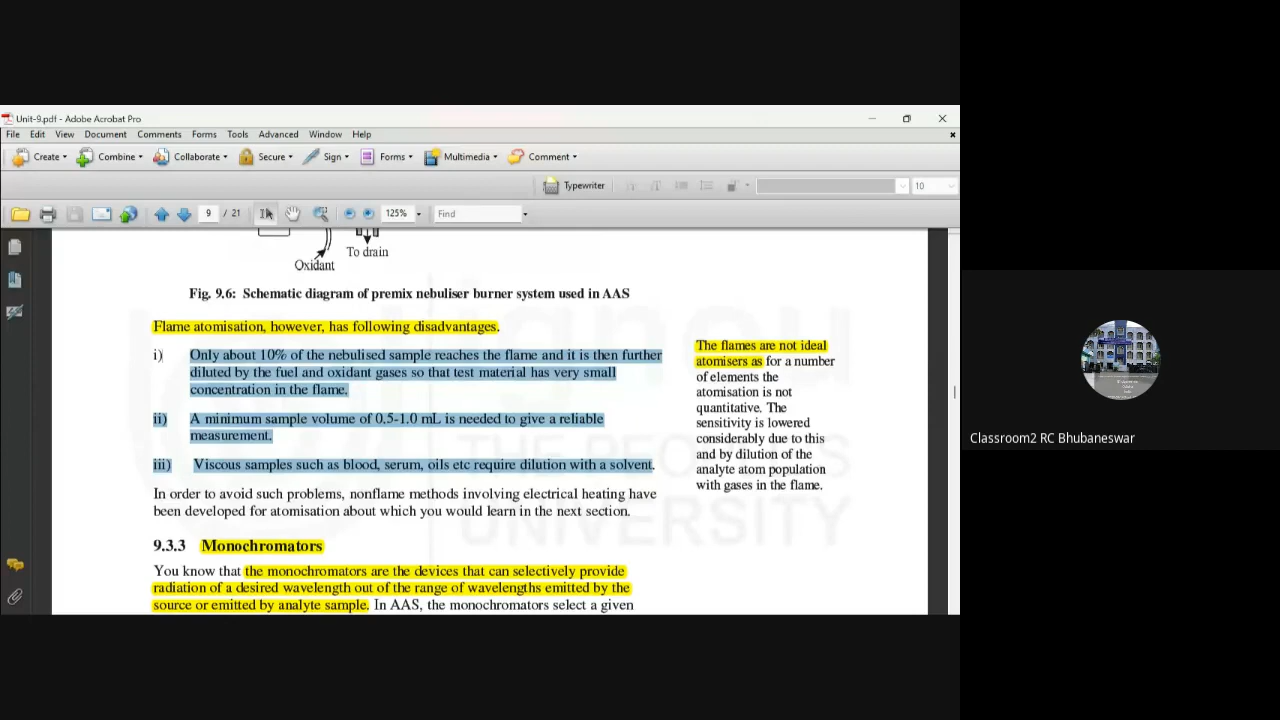 Unit-9.pdf - Adobe Acrobat Pro
File Edit View Document Comments Forms Tools Advanced Window Help
Create Combine Collaborate Secure Sign Forms Multimedia Comment
Typewriter 10
9 / 21 125% Find
To drain
Oxidant
Fig. 9.6: Schematic diagram of premix nebuliser burner system used in AAS
Flame atomisation, however, has following disadvantages.
i) Only about 10% of the nebulised sample reaches the flame and it is then further
diluted by the fuel and oxidant gases so that test material has very small
concentration in the flame.
ii) A minimum sample volume of 0.5-1.0 mL is needed to give a reliable
measurement.
iii) Viscous samples such as blood, serum, oils etc require dilution with a solvent.
In order to avoid such problems, nonflame methods involving electrical heating have
been developed for atomisation about which you would learn in the next section.
The flames are not ideal
atomisers as for a number
of elements the
atomisation is not
quantitative. The
sensitivity is lowered
considerably due to this
and by dilution of the
analyte atom population
with gases in the flame.
9.3.3 Monochromators
You know that the monochromators are the devices that can selectively provide
radiation of a desired wavelength out of the range of wavelengths emitted by the
source or emitted by analyte sample. In AAS, the monochromators select a given
ignou
THE PEOPLE'S
UNIVERSITY
Classroom2 RC Bhubaneswar